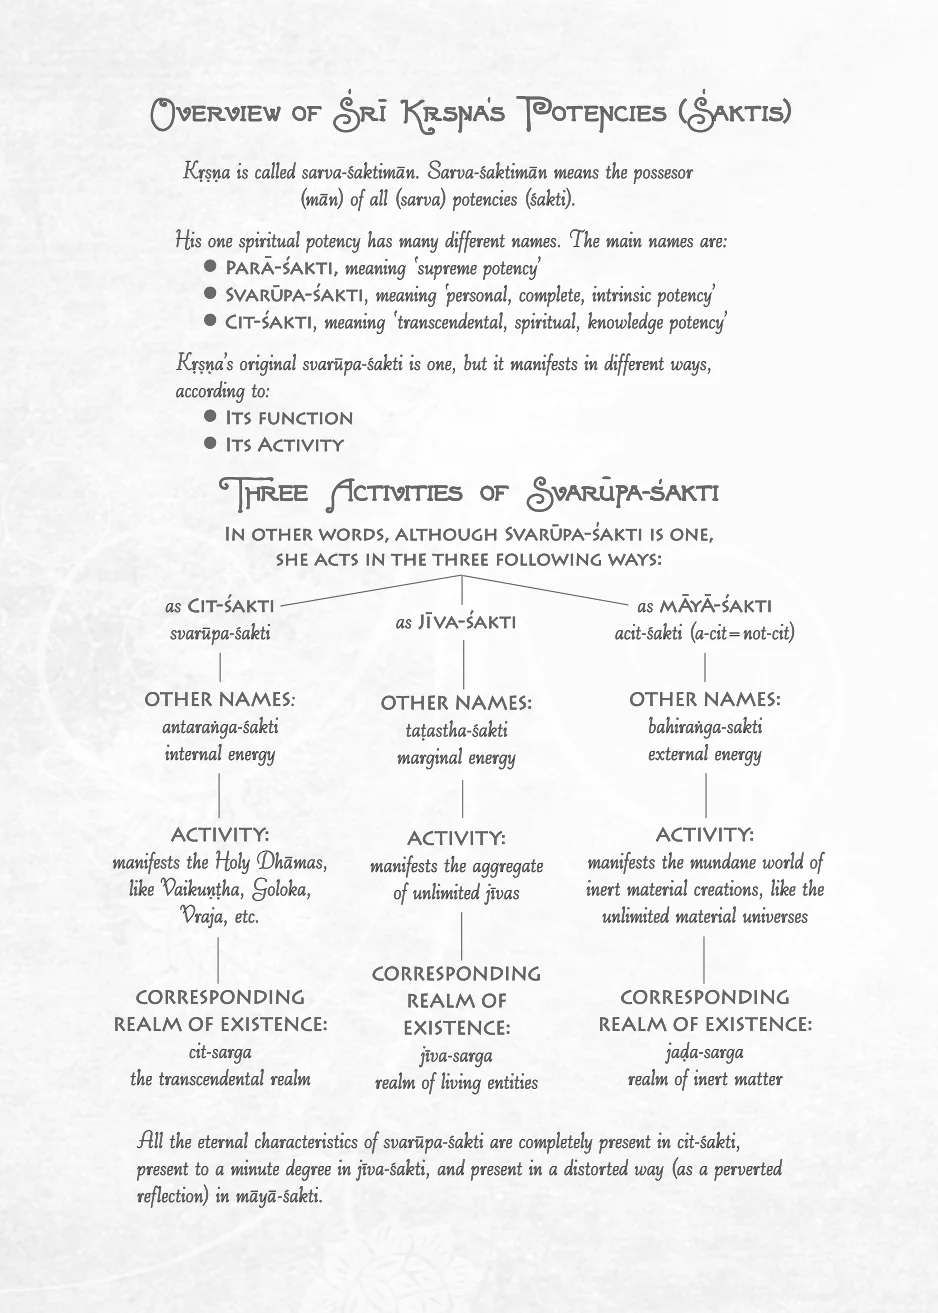 Overview of Śrī Kṛṣṇa's Potencies (Śaktis)
Kṛṣṇa is called sarva-śaktimān. Sarva-śaktimān means the possesor
(mān) of all (sarva) potencies (śakti).
His one spiritual potency has many different names. The main names are:
● PARĀ-ŚAKTI, meaning 'supreme potency'
● SVARŪPA-ŚAKTI, meaning 'personal, complete, intrinsic potency'
● CIT-ŚAKTI, meaning 'transcendental, spiritual, knowledge potency'
Kṛṣṇa's original svarūpa-śakti is one, but it manifests in different ways,
according to:
● ITS FUNCTION
● ITS ACTIVITY
Three Activities of Svarūpa-śakti
IN OTHER WORDS, ALTHOUGH SVARŪPA-ŚAKTI IS ONE,
SHE ACTS IN THE THREE FOLLOWING WAYS:
as CIT-ŚAKTI
svarūpa-śakti
OTHER NAMES:
antaraṅga-śakti
internal energy
ACTIVITY:
manifests the Holy Dhāmas,
like Vaikuṇṭha, Goloka,
Vraja, etc.
CORRESPONDING
REALM OF EXISTENCE:
cit-sarga
the transcendental realm
as JĪVA-ŚAKTI
OTHER NAMES:
taṭastha-śakti
marginal energy
ACTIVITY:
manifests the aggregate
of unlimited jīvas
CORRESPONDING
REALM OF
EXISTENCE:
jīva-sarga
realm of living entities
as MĀYĀ-ŚAKTI
acit-śakti (a-cit=not-cit)
OTHER NAMES:
bahiraṅga-sakti
external energy
ACTIVITY:
manifests the mundane world of
inert material creations, like the
unlimited material universes
CORRESPONDING
REALM OF EXISTENCE:
jaḍa-sarga
realm of inert matter
All the eternal characteristics of svarūpa-śakti are completely present in cit-śakti,
present to a minute degree in jīva-śakti, and present in a distorted way (as a perverted
reflection) in māyā-śakti.